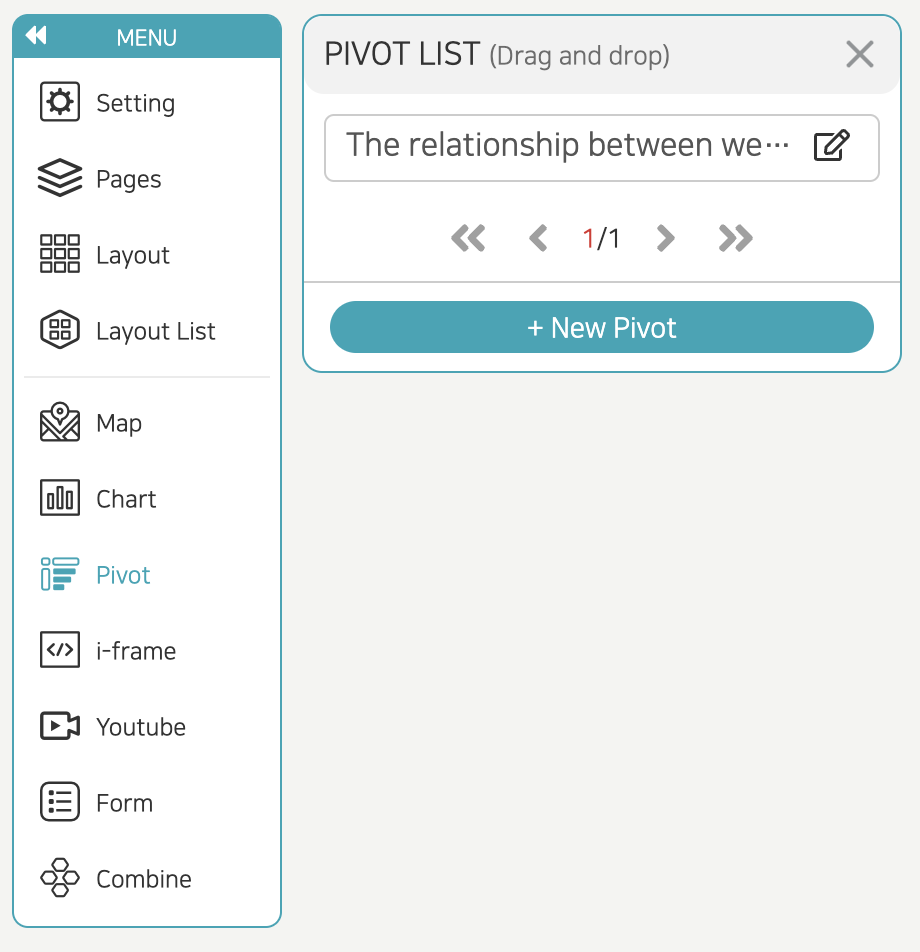 MENU
Setting
Pages
Layout
Layout List
Map
Chart
Pivot
i-frame
Youtube
Form
Combine
PIVOT LIST (Drag and drop)
The relationship between we···
1/1
+ New Pivot